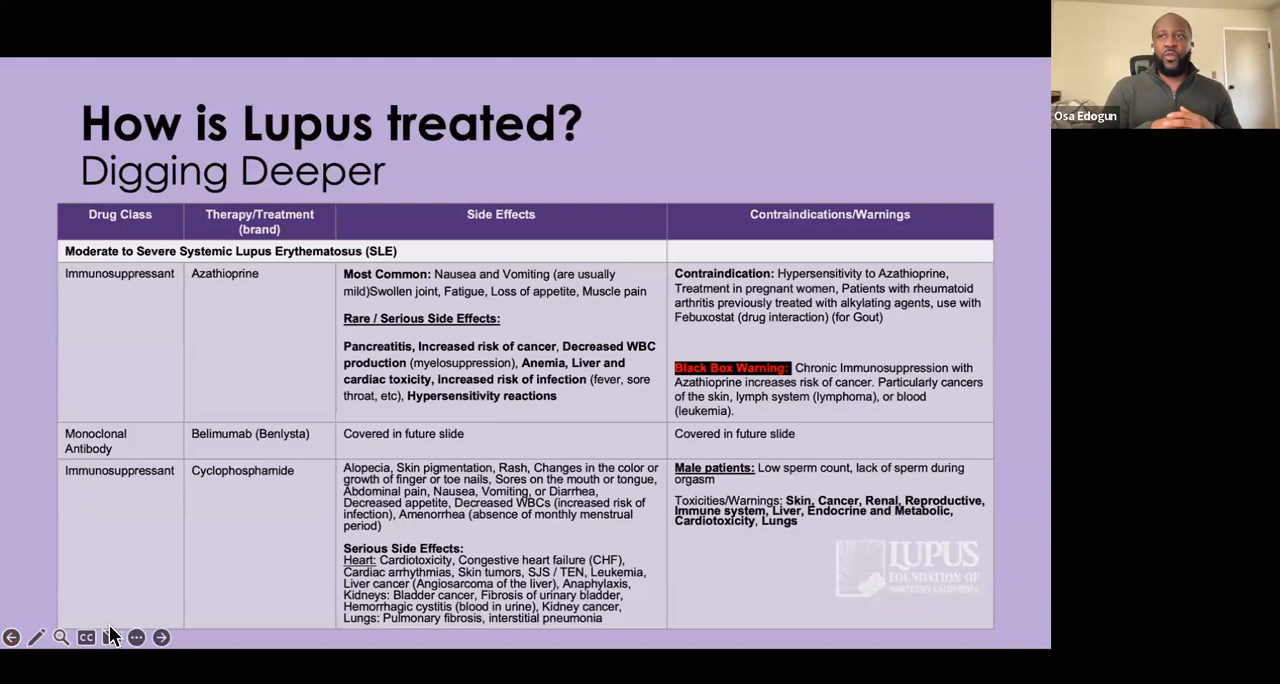 How is Lupus treated?
Digging Deeper
Osa Edogun
Drug Class
Therapy/Treatment
(brand)
Side Effects
Contraindications/Warnings
Moderate to Severe Systemic Lupus Erythematosus (SLE)
Immunosuppressant
Azathioprine
Most Common: Nausea and Vomiting (are usually
mild)Swollen joint, Fatigue, Loss of appetite, Muscle pain
Rare / Serious Side Effects:
Pancreatitis, Increased risk of cancer, Decreased WBC
production (myelosuppression), Anemia, Liver and
cardiac toxicity, Increased risk of infection (fever, sore
throat, etc), Hypersensitivity reactions
Contraindication: Hypersensitivity to Azathioprine,
Treatment in pregnant women, Patients with rheumatoid
arthritis previously treated with alkylating agents, use with
Febuxostat (drug interaction) (for Gout)
Black Box Warning: Chronic Immunosuppression with
Azathioprine increases risk of cancer. Particularly cancers
of the skin, lymph system (lymphoma), or blood
(leukemia).
Monoclonal
Antibody
Belimumab (Benlysta)
Covered in future slide
Covered in future slide
Immunosuppressant
Cyclophosphamide
Alopecia, Skin pigmentation, Rash, Changes in the color or
growth of finger or toe nails, Sores on the mouth or tongue,
Abdominal pain, Nausea, Vomiting, or Diarrhea,
Decreased appetite, Decreased WBCs (increased risk of
infection), Amenorrhea (absence of monthly menstrual
period)
Serious Side Effects:
Heart: Cardiotoxicity, Congestive heart failure (CHF),
Cardiac arrhythmias, Skin tumors, SJS / TEN, Leukemia,
Liver cancer (Angiosarcoma of the liver), Anaphylaxis,
Kidneys: Bladder cancer, Fibrosis of urinary bladder,
Hemorrhagic cystitis (blood in urine), Kidney cancer,
Lungs: Pulmonary fibrosis, interstitial pneumonia
Male patients: Low sperm count, lack of sperm during
orgasm
Toxicities/Warnings: Skin, Cancer, Renal, Reproductive,
Immune system, Liver, Endocrine and Metabolic,
Cardiotoxicity, Lungs
LUPUS
FOUNDATION
OF NORTHERN CALIFORNIA
CC